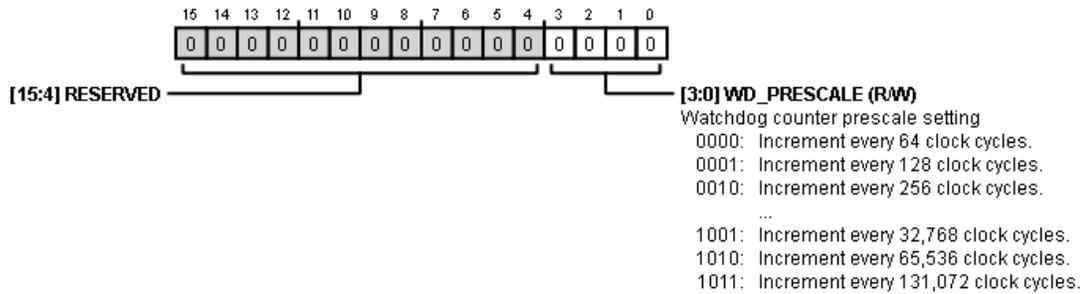 15 14 13 12 11 10 9 8 7 6 5 4 3 2 1 0
0 0 0 0 0 0 0 0 0 0 0 0 0 0 0 0
[15:4] RESERVED
[3:0] WD_PRESCALE (R/W)
Watchdog counter prescale setting
0000: Increment every 64 clock cycles.
0001: Increment every 128 clock cycles.
0010: Increment every 256 clock cycles.
...
1001: Increment every 32,768 clock cycles.
1010: Increment every 65,536 clock cycles.
1011: Increment every 131,072 clock cycles.